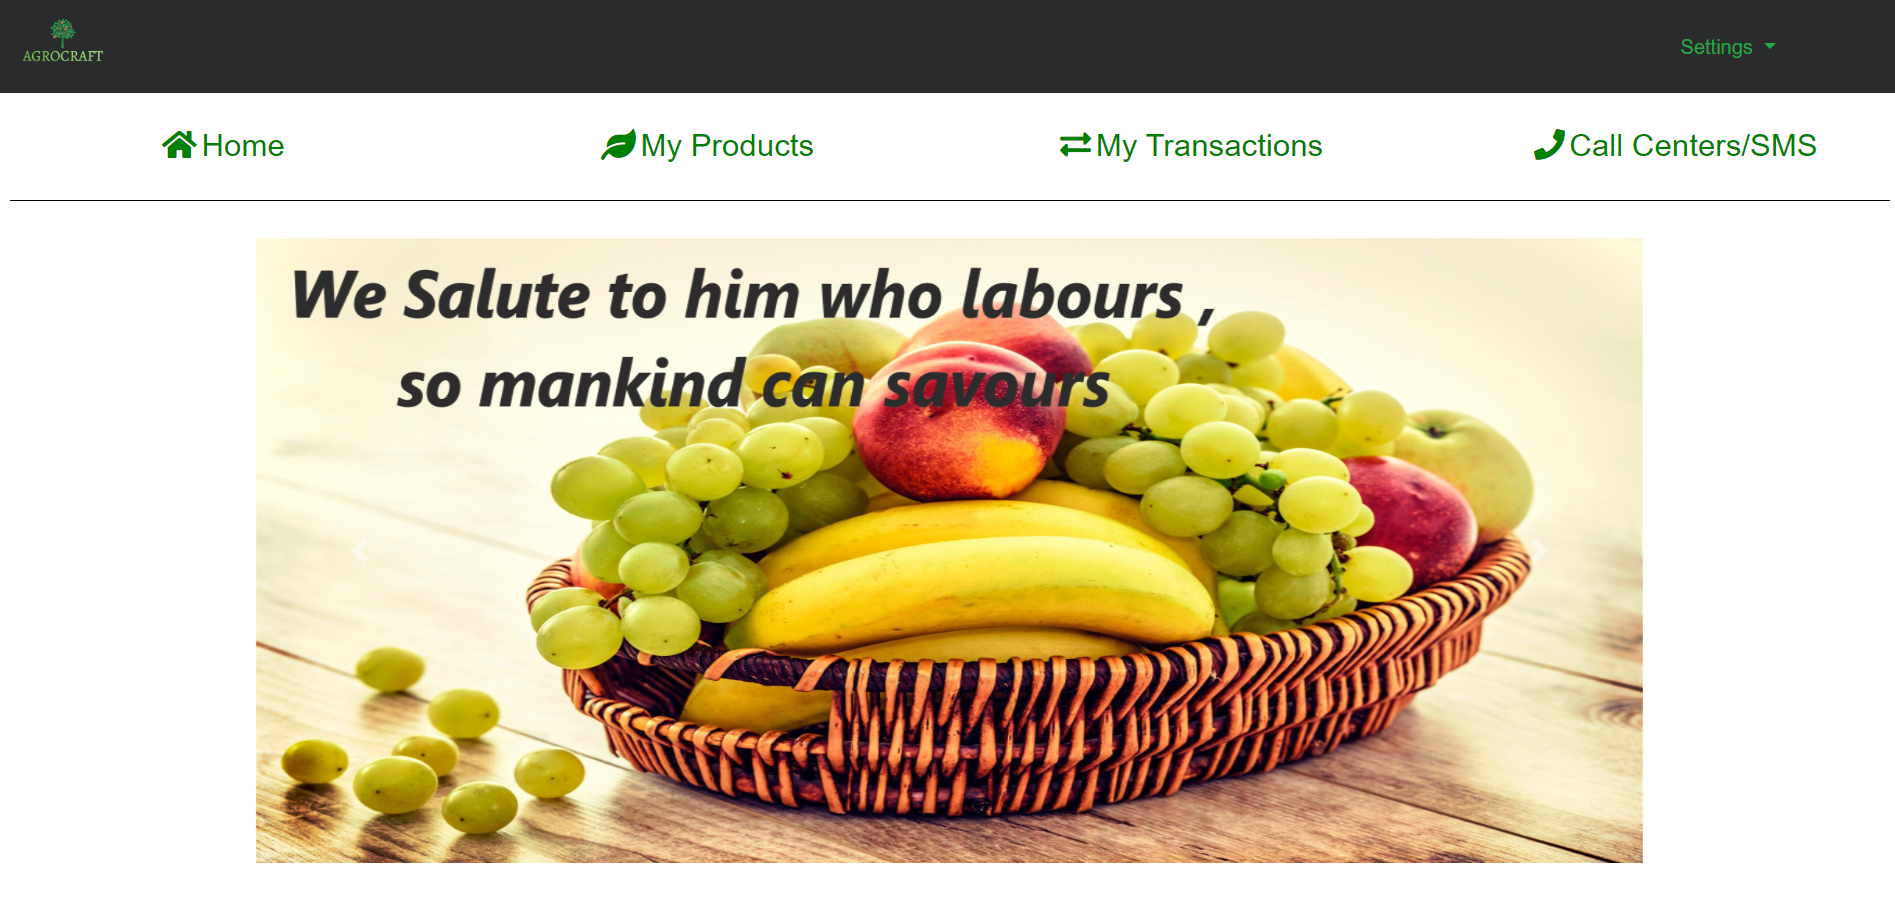 AGROCRAFT
Settings
Home
My Products
My Transactions
Call Centers/SMS
We Salute to him who labours ,
so mankind can savours